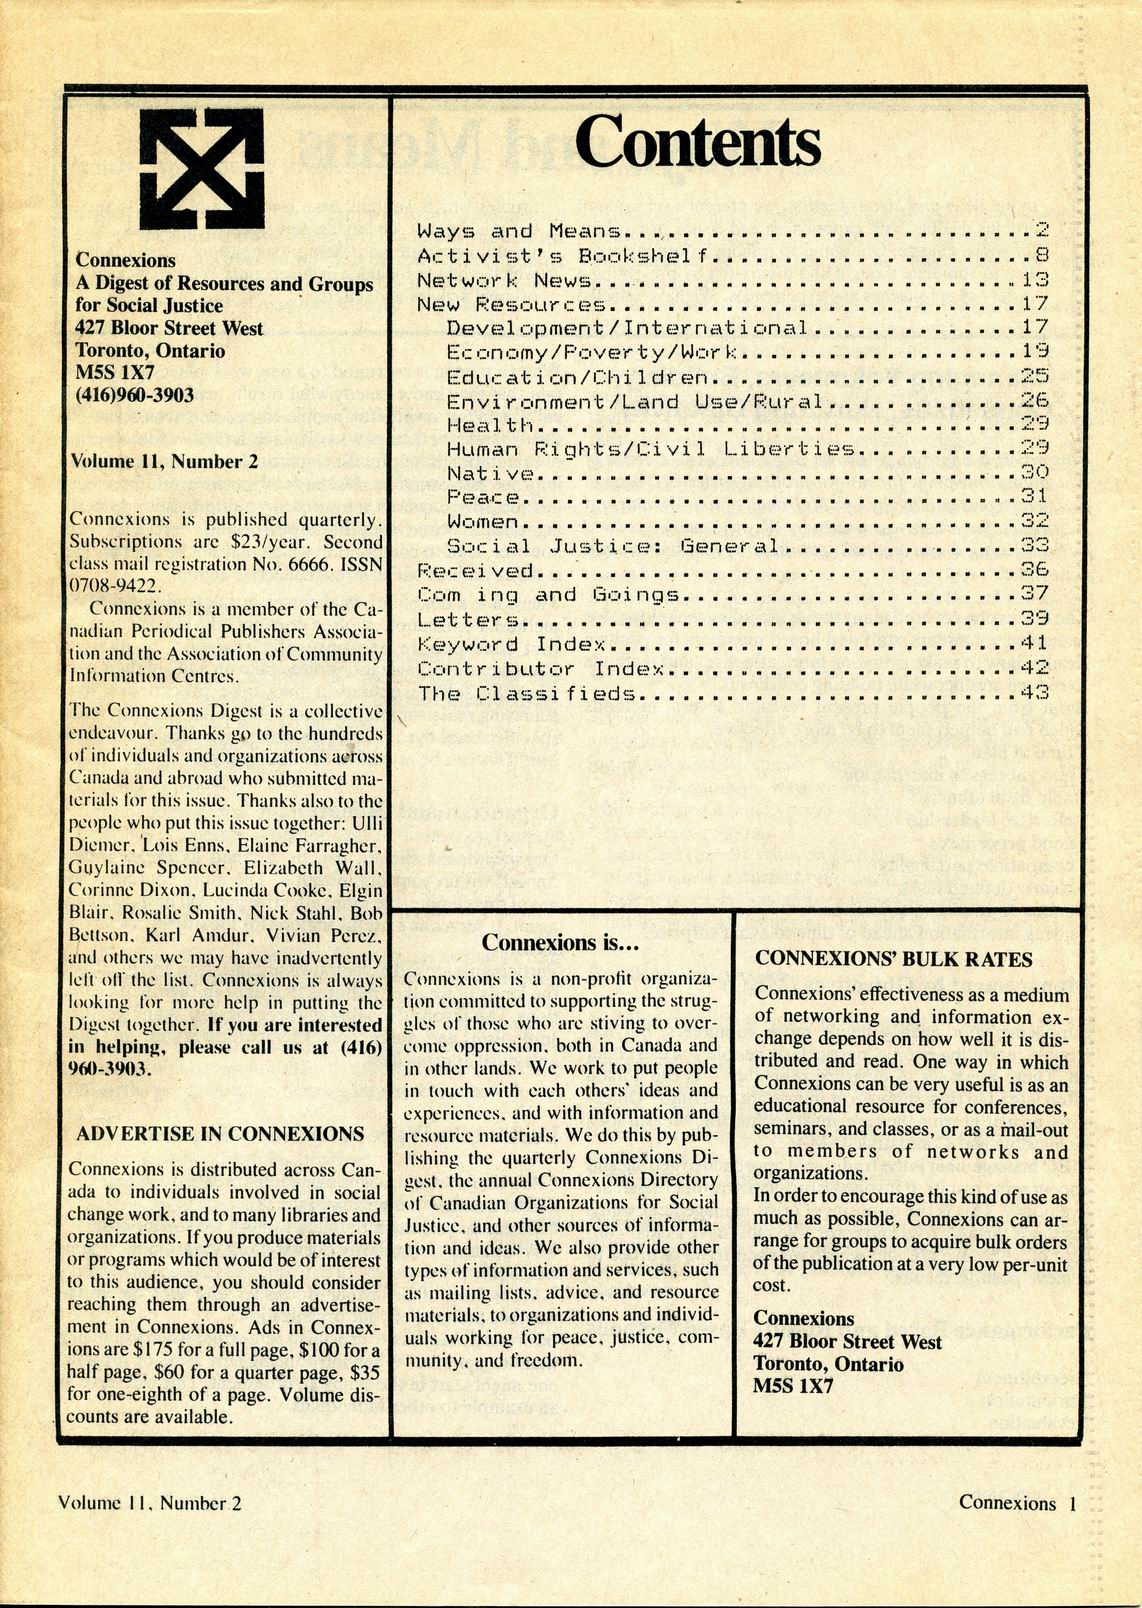 Connexions
A Digest of Resources and Groups
for Social Justice
427 Bloor Street West
Toronto, Ontario
M5S 1X7
(416)960-3903
Volume 11, Number 2
Connexions is published quarterly.
Subscriptions are $23/year. Second
class mail registration No. 6666. ISSN
0708-9422.
Connexions is a member of the Ca-
nadian Periodical Publishers Associa-
tion and the Association of Community
Information Centres.
The Connexions Digest is a collective
endeavour. Thanks go to the hundreds
of individuals and organizations across
Canada and abroad who submitted ma-
terials for this issue. Thanks also to the
people who put this issue together: Ulli
Diemer, Lois Enns, Elaine Farragher,
Guylaine Spencer, Elizabeth Wall,
Corinne Dixon, Lucinda Cooke, Elgin
Blair, Rosalie Smith, Nick Stahl, Bob
Bettson, Karl Amdur, Vivian Perez,
and others we may have inadvertently
left off the list. Connexions is always
looking for more help in putting the
Digest together. If you are interested
in helping, please call us at (416)
960-3903.
ADVERTISE IN CONNEXIONS
Connexions is distributed across Can-
ada to individuals involved in social
change work, and to many libraries and
organizations. If you produce materials
or programs which would be of interest
to this audience, you should consider
reaching them through an advertise-
ment in Connexions. Ads in Connex-
ions are $175 for a full page, $100 for a
half page, $60 for a quarter page, $35
for one-eighth of a page. Volume dis-
counts are available.
Contents
Ways and Means.....................................2
Activist's Bookshelf...............................8
Network News......................................13
New Resources.....................................17
Development/International.........................17
Economy/Poverty/Work..............................19
Education/Children................................25
Environment/Land Use/Rural........................26
Health............................................29
Human Rights/Civil Liberties......................29
Native............................................30
Peace.............................................31
Women.............................................32
Social Justice: General...........................33
Received..........................................36
Com ing and Goings................................37
Letters...........................................39
Keyword Index.....................................41
Contributor Index.................................42
The Classifieds...................................43
Connexions is...
Connexions is a non-profit organiza-
tion committed to supporting the strug-
gles of those who are stiving to over-
come oppression, both in Canada and
in other lands. We work to put people
in touch with each others' ideas and
experiences, and with information and
resource materials. We do this by pub-
lishing the quarterly Connexions Di-
gest, the annual Connexions Directory
of Canadian Organizations for Social
Justice, and other sources of informa-
tion and ideas. We also provide other
types of information and services, such
as mailing lists, advice, and resource
materials, to organizations and individ-
uals working for peace, justice, com-
munity, and freedom.
CONNEXIONS' BULK RATES
Connexions' effectiveness as a medium
of networking and information ex-
change depends on how well it is dis-
tributed and read. One way in which
Connexions can be very useful is as an
educational resource for conferences,
seminars, and classes, or as a mail-out
to members of networks and
organizations.
In order to encourage this kind of use as
much as possible, Connexions can ar-
range for groups to acquire bulk orders
of the publication at a very low per-unit
cost.
Connexions
427 Bloor Street West
Toronto, Ontario
M5S 1X7
Volume 11, Number 2
Connexions 1